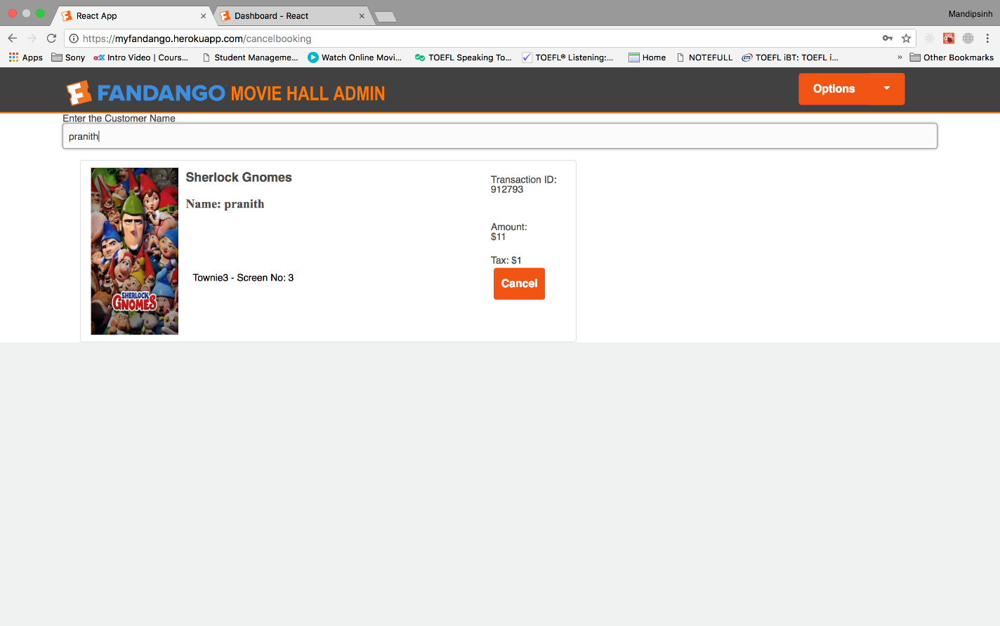 React App
Dashboard - React
Mandipsinh
https://myfandango.herokuapp.com/cancelbooking
Apps
Sony
edX Intro Video | Cours...
Student Manageme...
Watch Online Movi...
TOEFL Speaking To...
TOEFL® Listening:...
Home
NOTEFULL
ETS TOEFL iBT: TOEFL i...
»
Other Bookmarks
F FANDANGO MOVIE HALL ADMIN
Options
Enter the Customer Name
pranith
SHERLOCK
GNOMES
Sherlock Gnomes
Name: pranith
Townie3 - Screen No: 3
Transaction ID:
912793
Amount:
$11
Tax: $1
Cancel